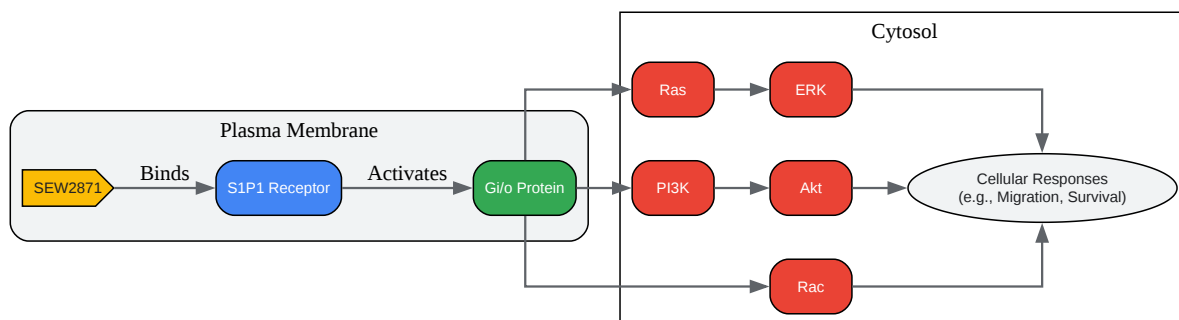 Cytosol
Ras
ERK
Plasma Membrane
SEW2871
Binds
S1P1 Receptor
Activates
Gi/o Protein
PI3K
Akt
Cellular Responses
(e.g., Migration, Survival)
Rac